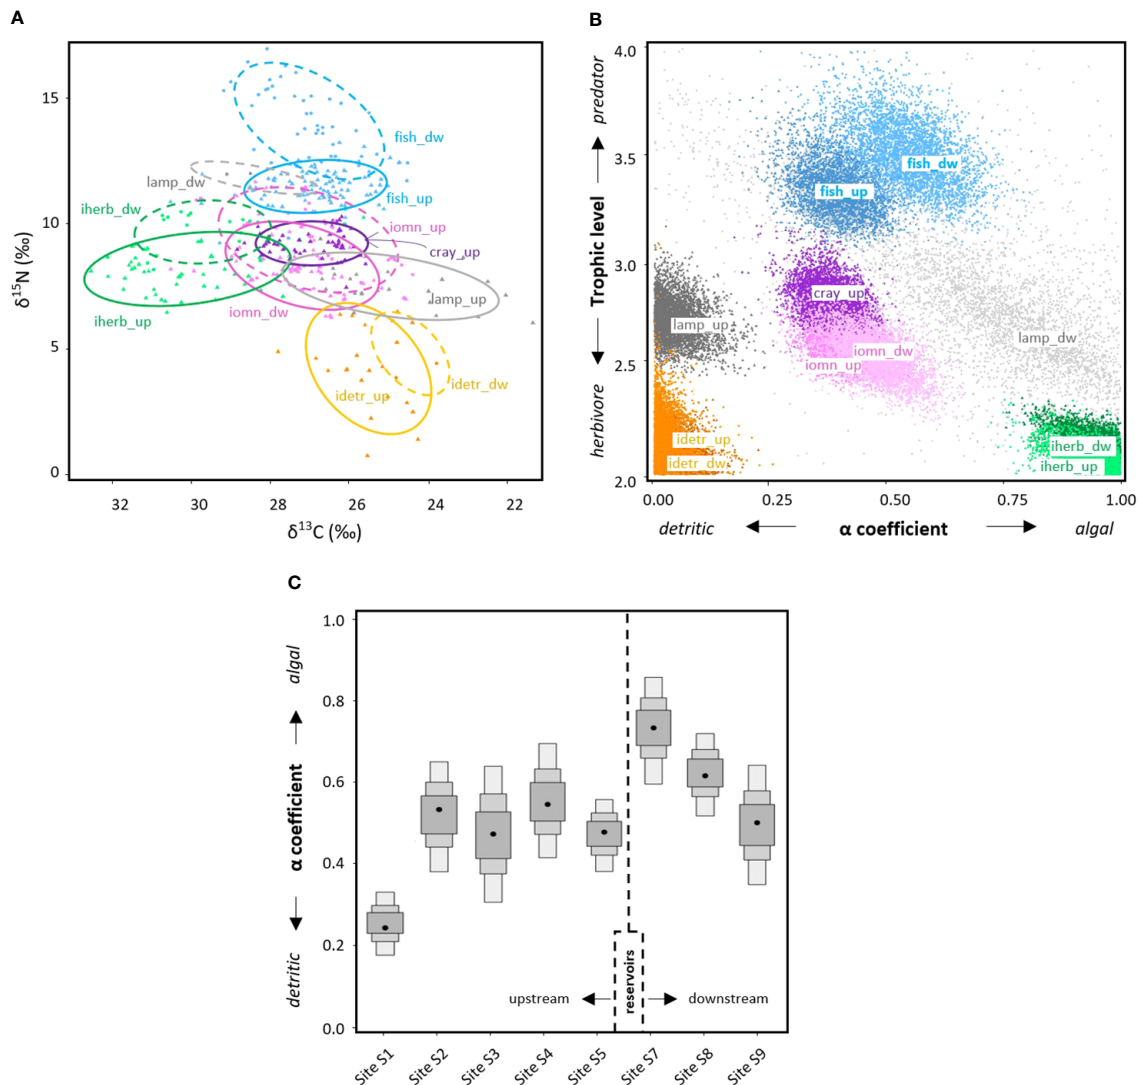 A
15
10
5
0
δ15N (‰)
32
30
28
26
24
22
δ13C (‰)
fish_dw
lamp_dw
fish_up
iherb_dw
iomn_up
cray_up
lamp_up
iherb_up
iomn_dw
idetr_up
idetr_dw
B
4.0
3.5
3.0
2.5
2.0
predator
Trophic level
herbivore
fish_dw
fish_up
cray_up
lamp_up
lamp_dw
iomn_dw
iomn_up
idetr_up
iherb_dw
idetr_dw
iherb_up
0.00
0.25
0.50
0.75
1.00
detritic
α coefficient
algal
C
1.0
0.8
0.6
0.4
0.2
0.0
algal
α coefficient
detritic
upstream
reservoirs
downstream
Site S1
Site S2
Site S3
Site S4
Site S5
Site S7
Site S8
Site S9